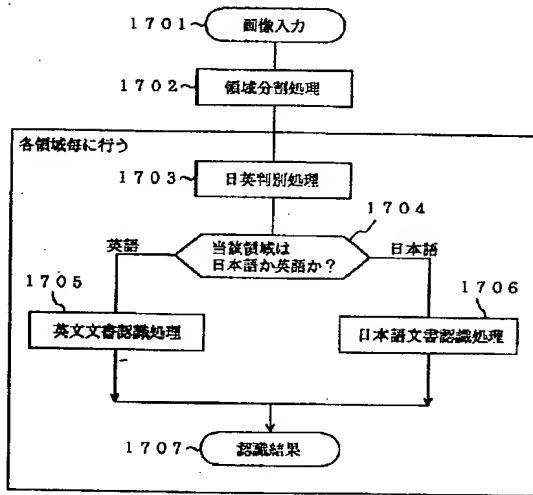 1701
画像入力
1702
領域分割処理
各領域毎に行う
1703
日英判別処理
1704
当該領域は
日本語か英語か?
英語
日本語
1705
英文文書認識処理
1706
日本語文書認識処理
1707
認識結果